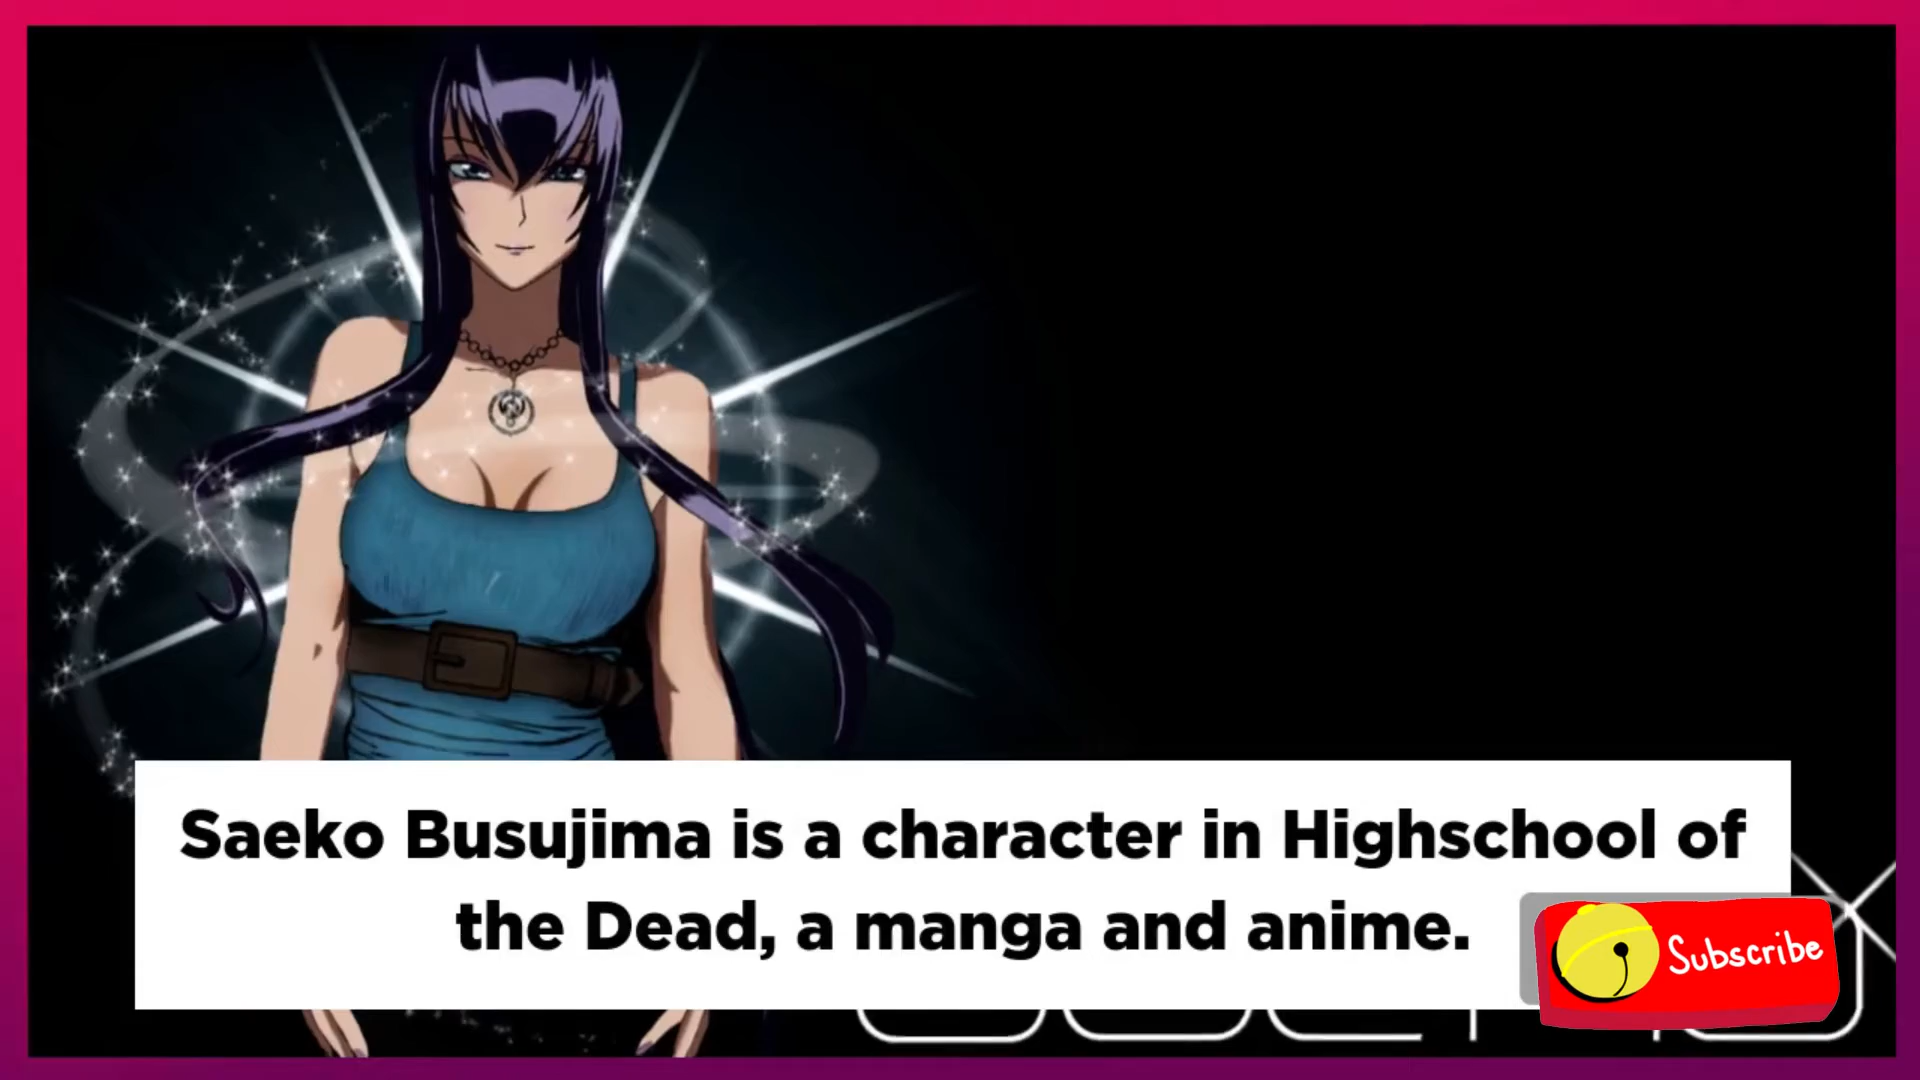 Saeko Busujima is a character in Highschool of
the Dead, a manga and anime.
Subscribe